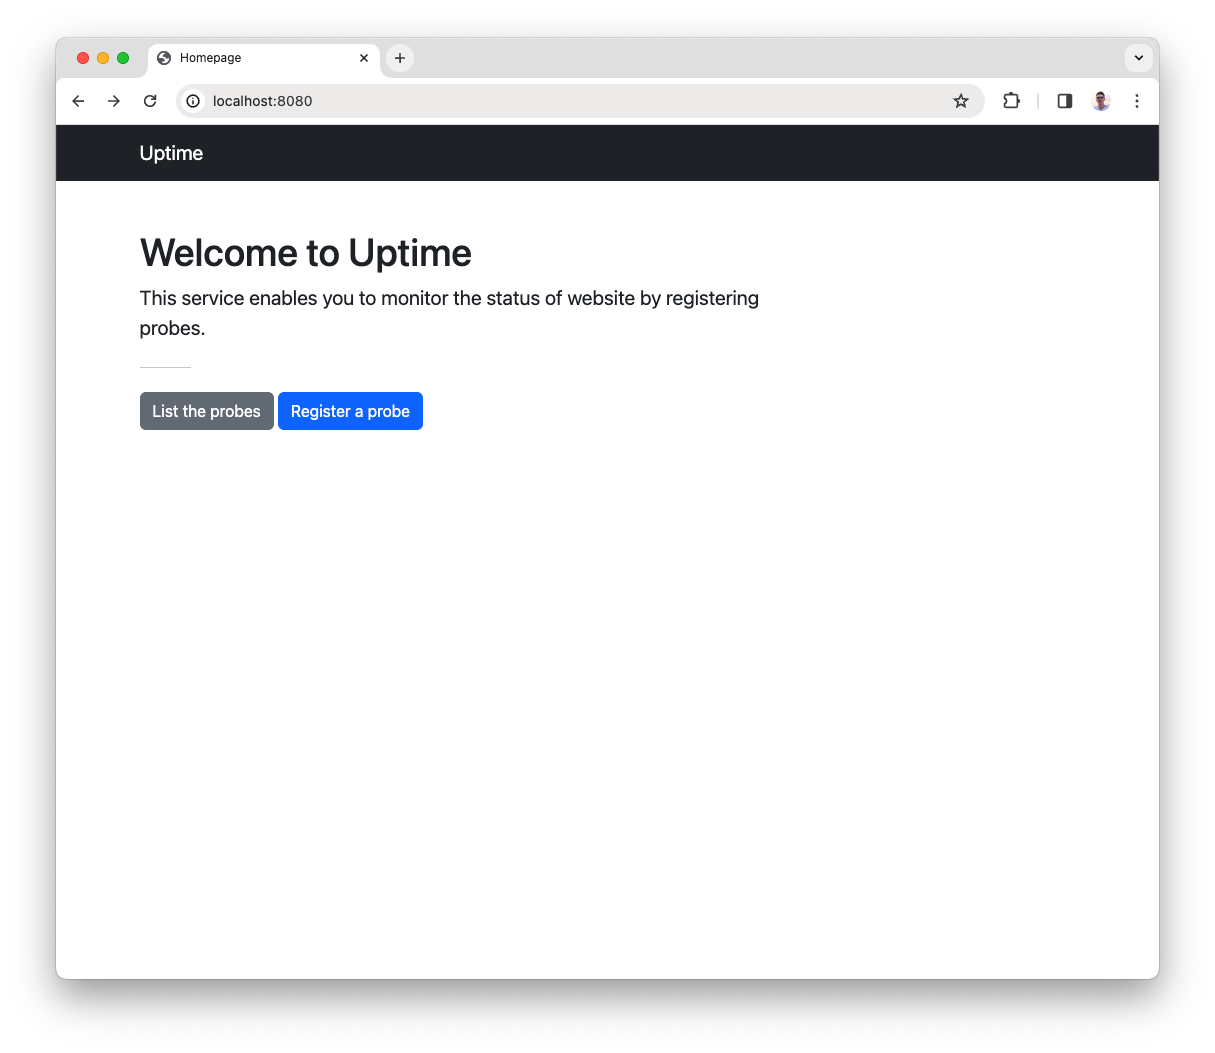 Homepage
localhost:8080
Uptime
Welcome to Uptime
This service enables you to monitor the status of website by registering
probes.
List the probes Register a probe